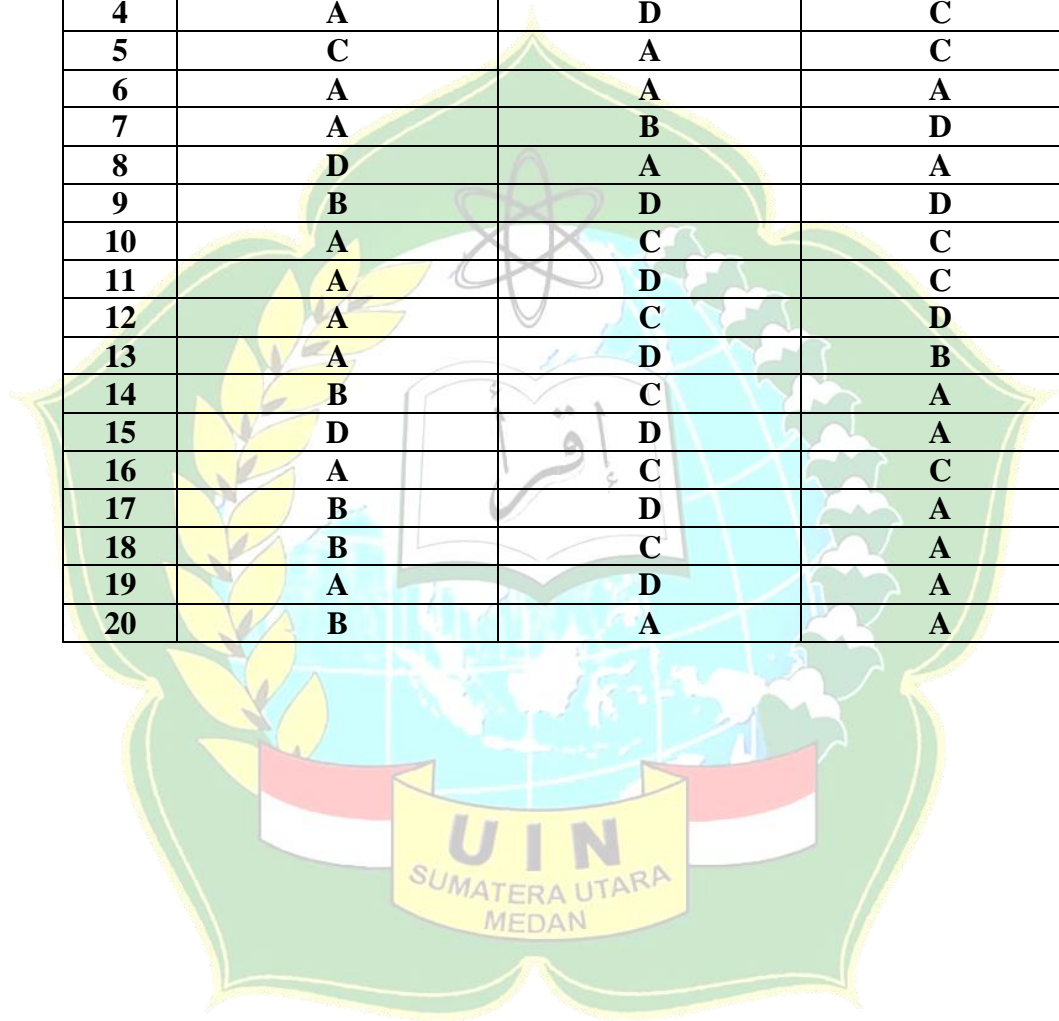 4 A D C
5 C A C
6 A A A
7 A B D
8 D A A
9 B D D
10 A C C
11 A D C
12 A C D
13 A D B
14 B C A
15 D D A
16 A C C
17 B D A
18 B C A
19 A D A
20 B A A
إقرأ
UIN
SUMATERA UTARA
MEDAN